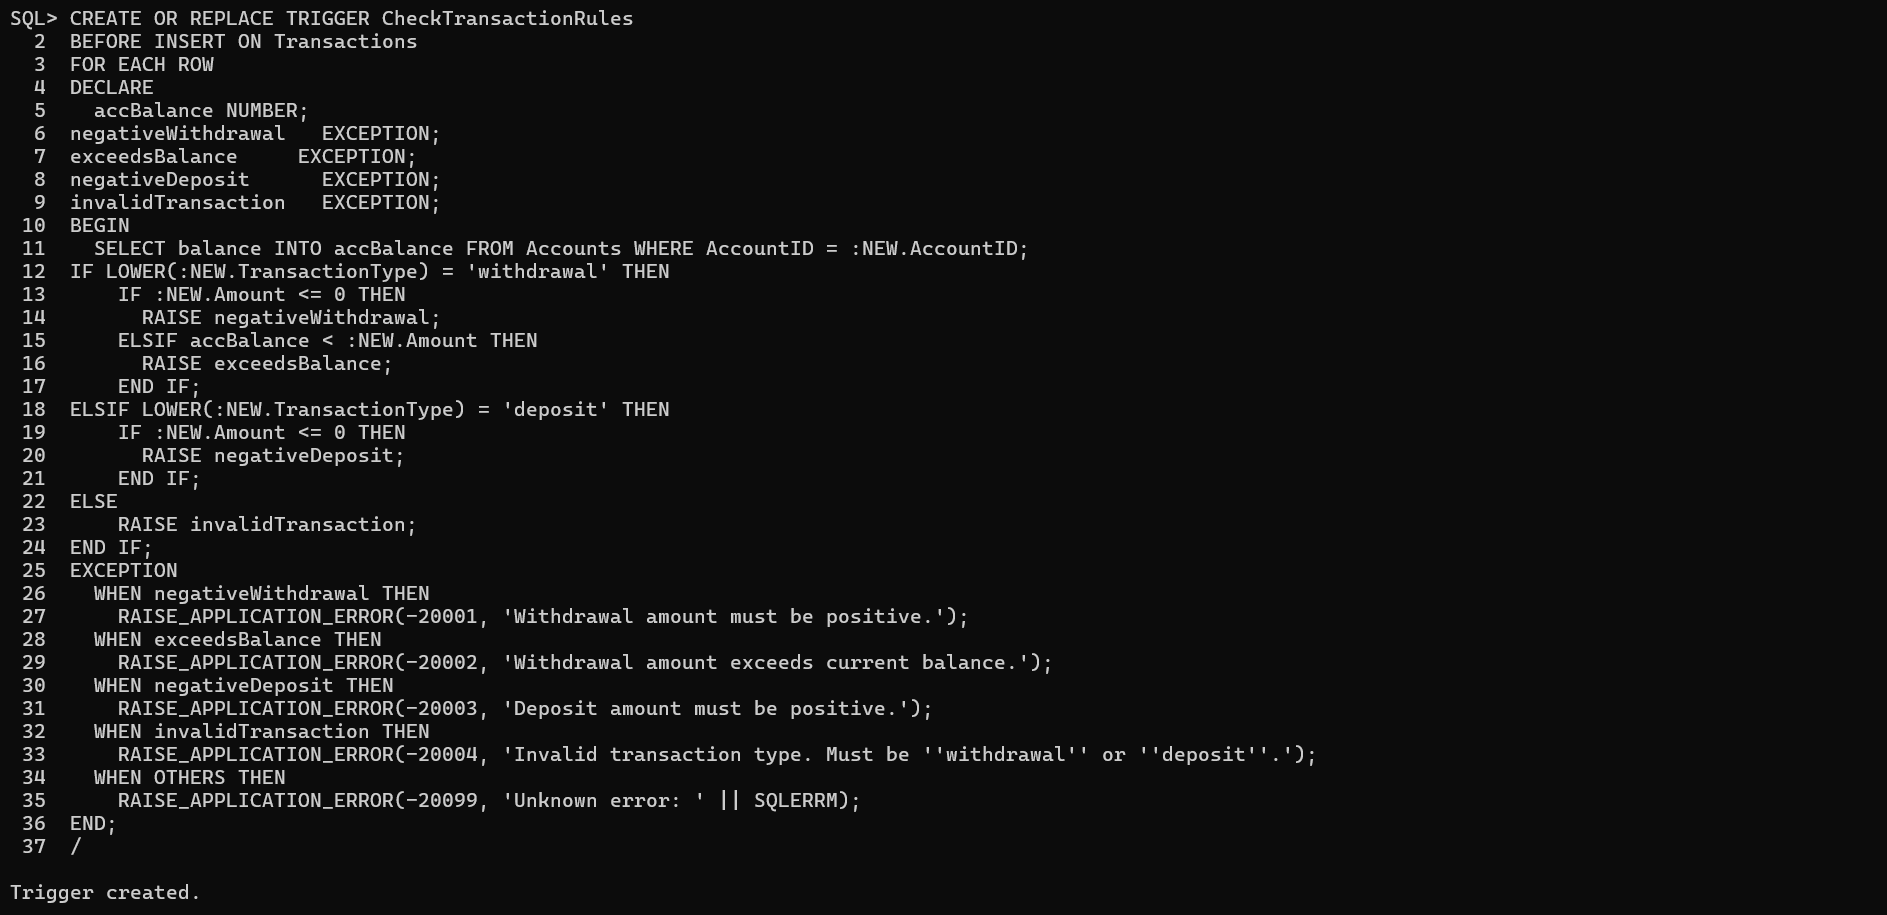 SQL> CREATE OR REPLACE TRIGGER CheckTransactionRules
  2  BEFORE INSERT ON Transactions
  3  FOR EACH ROW
  4  DECLARE
  5    accBalance NUMBER;
  6  negativeWithdrawal   EXCEPTION;
  7  exceedsBalance     EXCEPTION;
  8  negativeDeposit      EXCEPTION;
  9  invalidTransaction   EXCEPTION;
 10  BEGIN
 11    SELECT balance INTO accBalance FROM Accounts WHERE AccountID = :NEW.AccountID;
 12  IF LOWER(:NEW.TransactionType) = 'withdrawal' THEN
 13      IF :NEW.Amount <= 0 THEN
 14        RAISE negativeWithdrawal;
 15      ELSIF accBalance < :NEW.Amount THEN
 16        RAISE exceedsBalance;
 17      END IF;
 18  ELSIF LOWER(:NEW.TransactionType) = 'deposit' THEN
 19      IF :NEW.Amount <= 0 THEN
 20        RAISE negativeDeposit;
 21      END IF;
 22  ELSE
 23      RAISE invalidTransaction;
 24  END IF;
 25  EXCEPTION
 26    WHEN negativeWithdrawal THEN
 27      RAISE_APPLICATION_ERROR(-20001, 'Withdrawal amount must be positive.');
 28    WHEN exceedsBalance THEN
 29      RAISE_APPLICATION_ERROR(-20002, 'Withdrawal amount exceeds current balance.');
 30    WHEN negativeDeposit THEN
 31      RAISE_APPLICATION_ERROR(-20003, 'Deposit amount must be positive.');
 32    WHEN invalidTransaction THEN
 33      RAISE_APPLICATION_ERROR(-20004, 'Invalid transaction type. Must be ''withdrawal'' or ''deposit''.');
 34    WHEN OTHERS THEN
 35      RAISE_APPLICATION_ERROR(-20099, 'Unknown error: ' || SQLERRM);
 36  END;
 37  /
Trigger created.